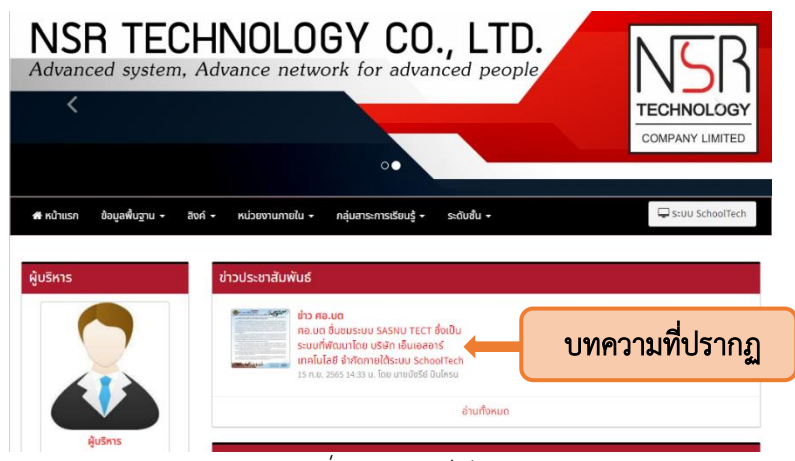 NSR TECHNOLOGY CO., LTD.
Advanced system, Advance network for advanced people
NSR
TECHNOLOGY
COMPANY LIMITED
หน้าแรก ข้อมูลพื้นฐาน ลิงค์ หน่วยงานภายใน กลุ่มสาระการเรียนรู้ ระดับชั้น ระบบ SchoolTech
ผู้บริหาร
ผู้บริหาร
ข่าวประชาสัมพันธ์
ข่าว ศอ.บต
ศอ.บต ชื่นชมระบบ SASNU TECT ซึ่งเป็น
ระบบที่พัฒนาโดย บริษัท เอ็นเอสอาร์
เทคโนโลยี จำกัดภายใต้ระบบ SchoolTech
15 ก.ย. 2565 14:33 น. โดย นาย
บทความที่ปรากฏ
อ่านทั้งหมด